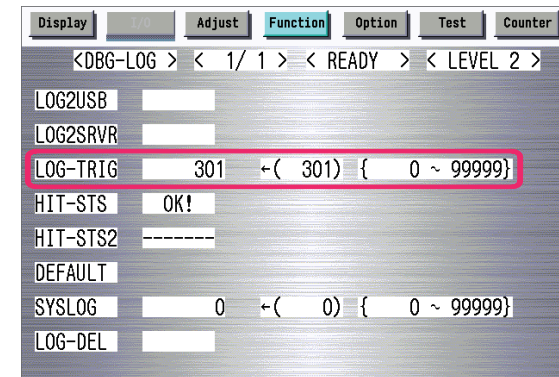 Display I/O Adjust Function Option Test Counter
<DBG-LOG > < 1/ 1 > < READY > < LEVEL 2 >
LOG2USB
LOG2SRVR
LOG-TRIG 301 ←( 301) { 0 ~ 99999}
HIT-STS OK!
HIT-STS2 -------
DEFAULT
SYSLOG 0 ←( 0) { 0 ~ 99999}
LOG-DEL